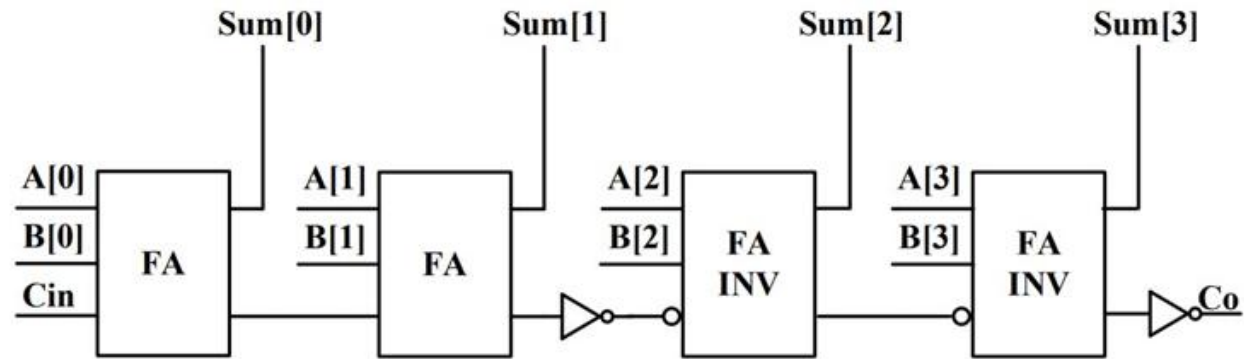 Sum[0] Sum[1] Sum[2] Sum[3]
A[0] A[1] A[2] A[3]
B[0] B[1] B[2] B[3]
FA FA FA INV FA INV
Cin Co